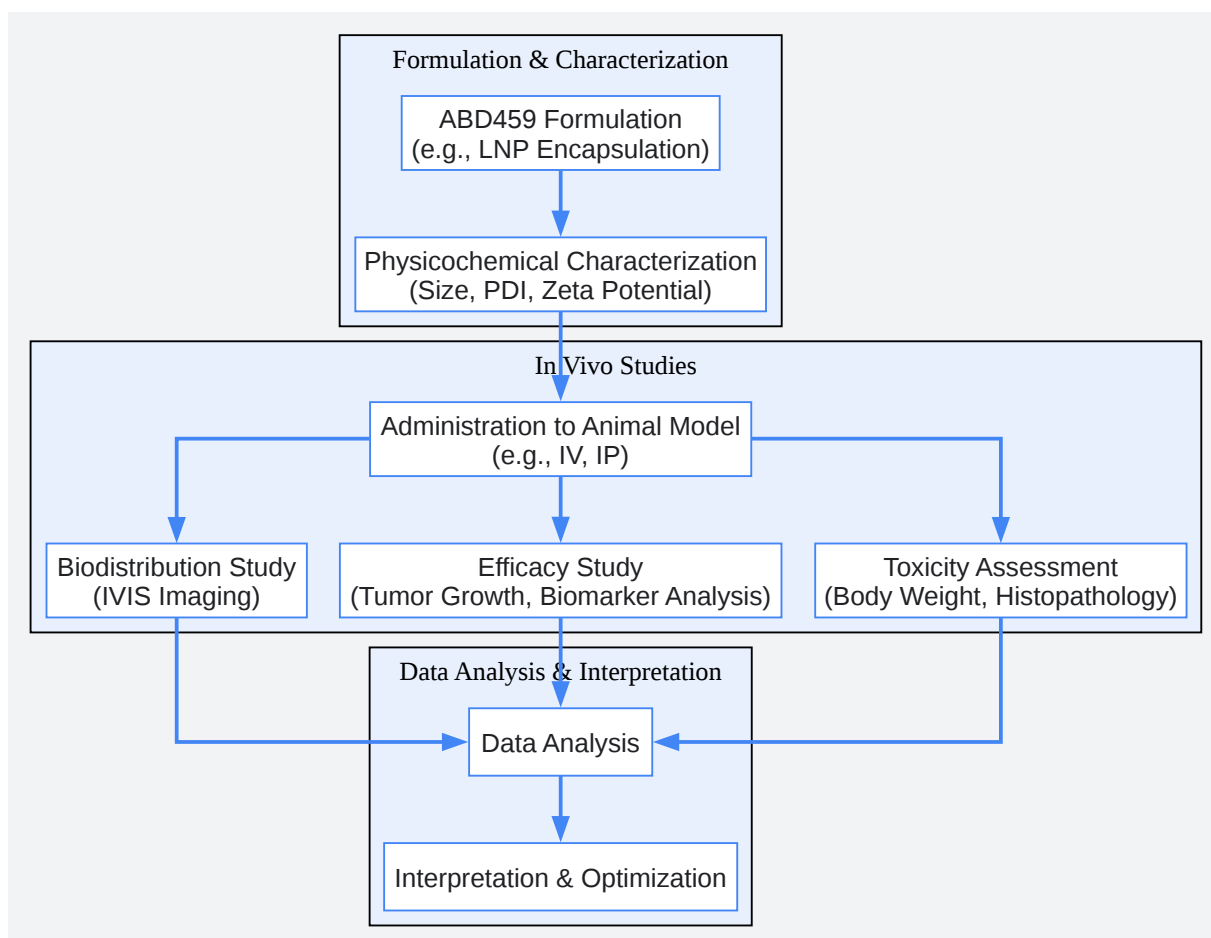 Formulation & Characterization
ABD459 Formulation
(e.g., LNP Encapsulation)
Physicochemical Characterization
(Size, PDI, Zeta Potential)
In Vivo Studies
Administration to Animal Model
(e.g., IV, IP)
Biodistribution Study
(IVIS Imaging)
Efficacy Study
(Tumor Growth, Biomarker Analysis)
Toxicity Assessment
(Body Weight, Histopathology)
Data Analysis & Interpretation
Data Analysis
Interpretation & Optimization